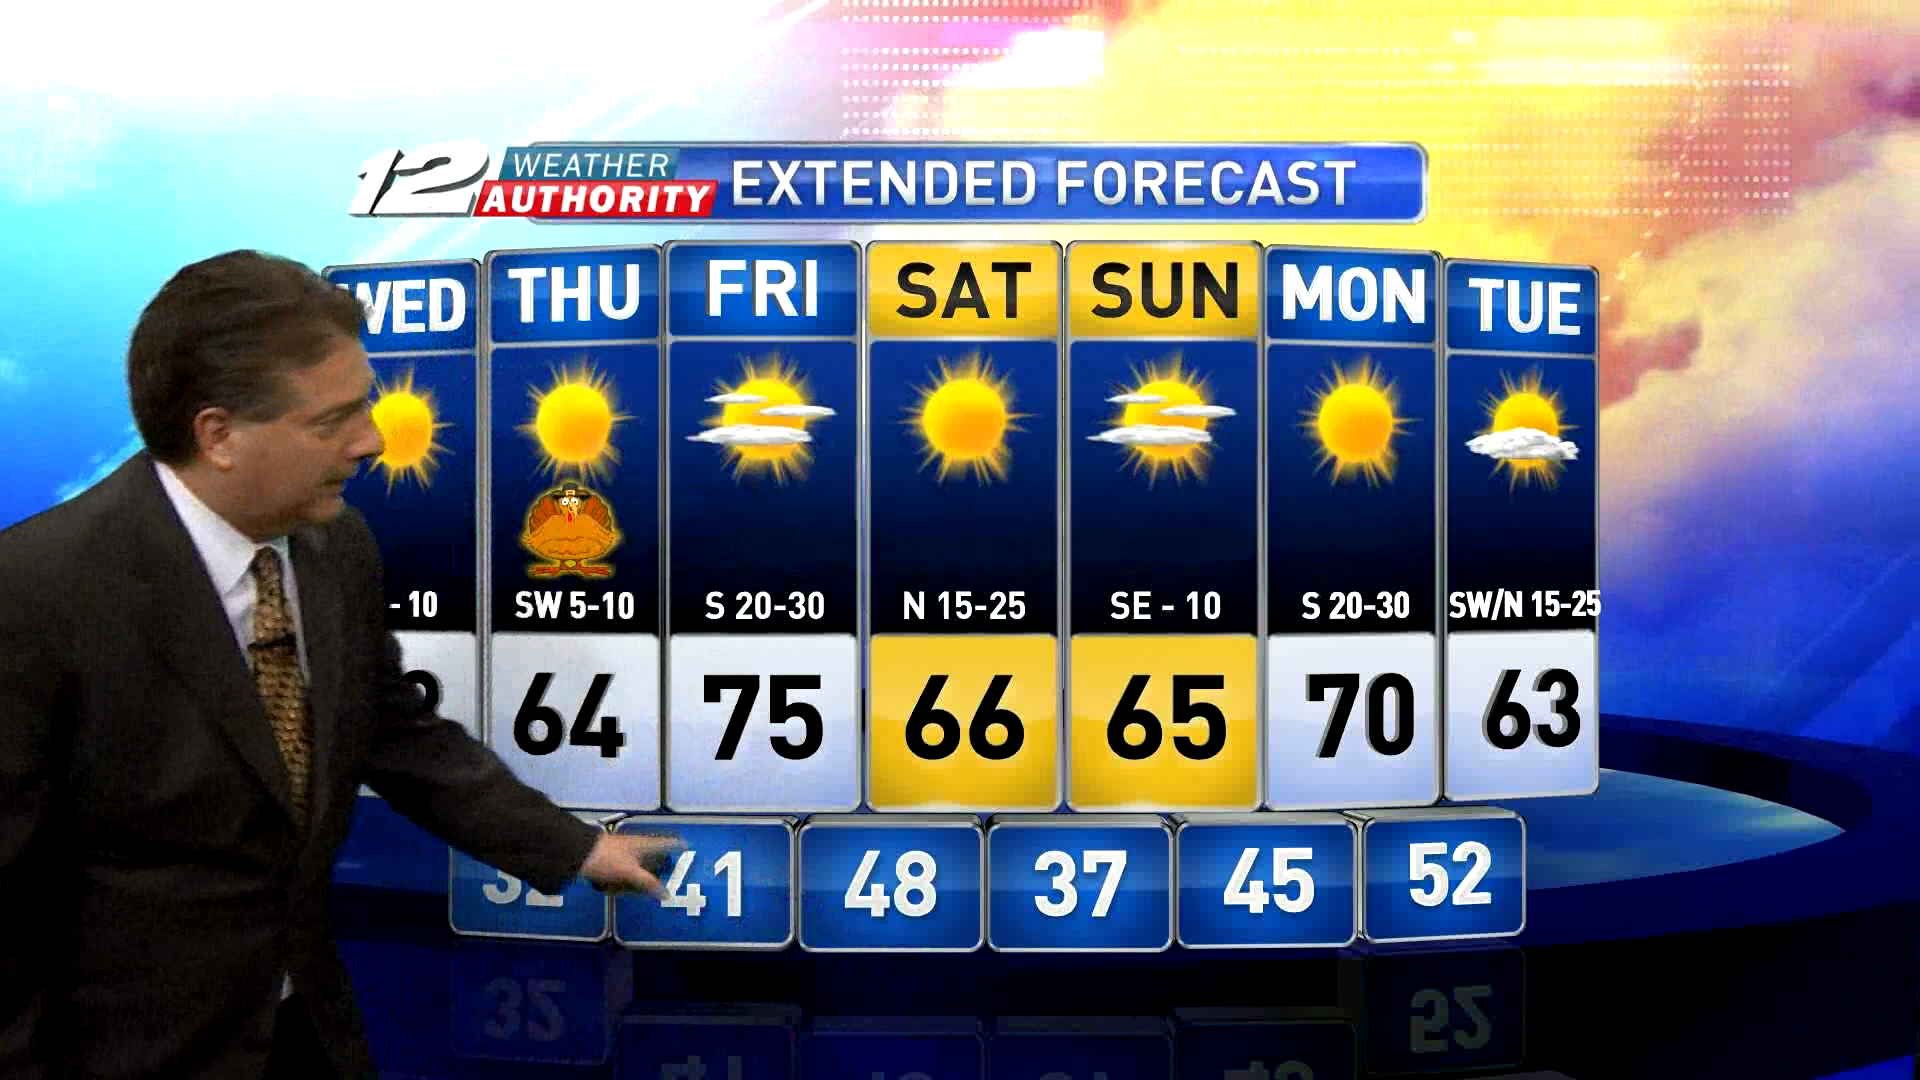 12 WEATHER AUTHORITY EXTENDED FORECAST
WED THU FRI SAT SUN MON TUE
- 10 SW 5-10 S 20-30 N 15-25 SE - 10 S 20-30 SW/N 15-25
64 75 66 65 70 63
32 41 48 37 45 52